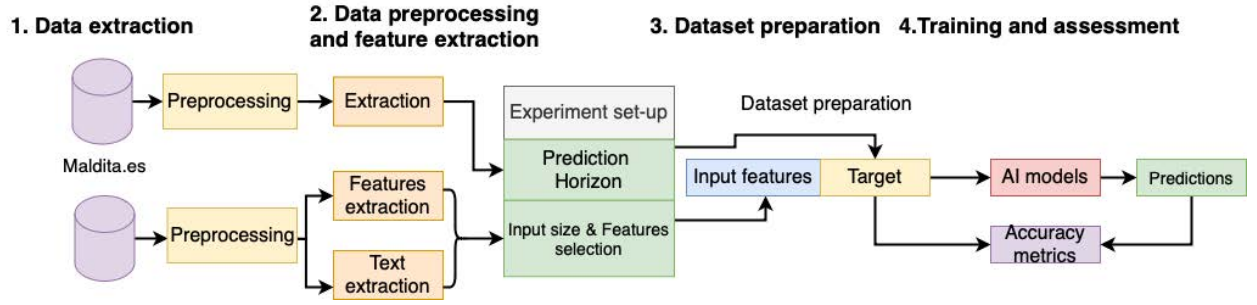 1. Data extraction
2. Data preprocessing
and feature extraction
3. Dataset preparation
4.Training and assessment
Preprocessing
Extraction
Maldita.es
Experiment set-up
Prediction
Horizon
Input size & Features
selection
Preprocessing
Features
extraction
Text
extraction
Dataset preparation
Input features
Target
AI models
Predictions
Accuracy
metrics